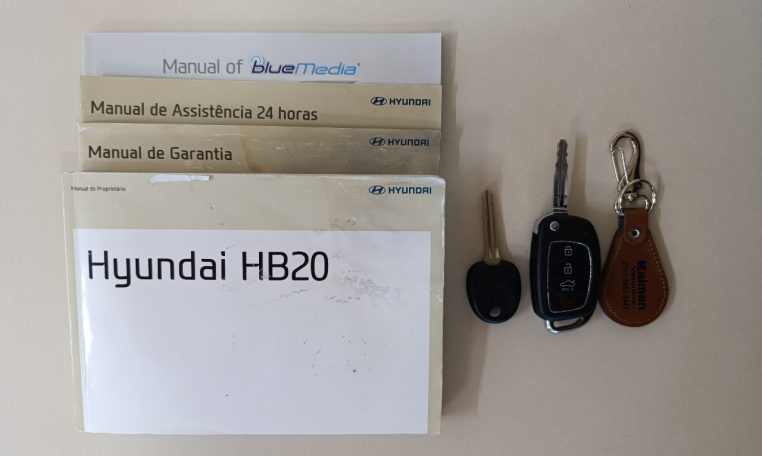 Manual of blueMedia®
Manual de Assistência 24 horas
HYUNDAI
Manual de Garantia
HYUNDAI
Manual do Proprietário
HYUNDAI
Hyundai HB20
Kalman